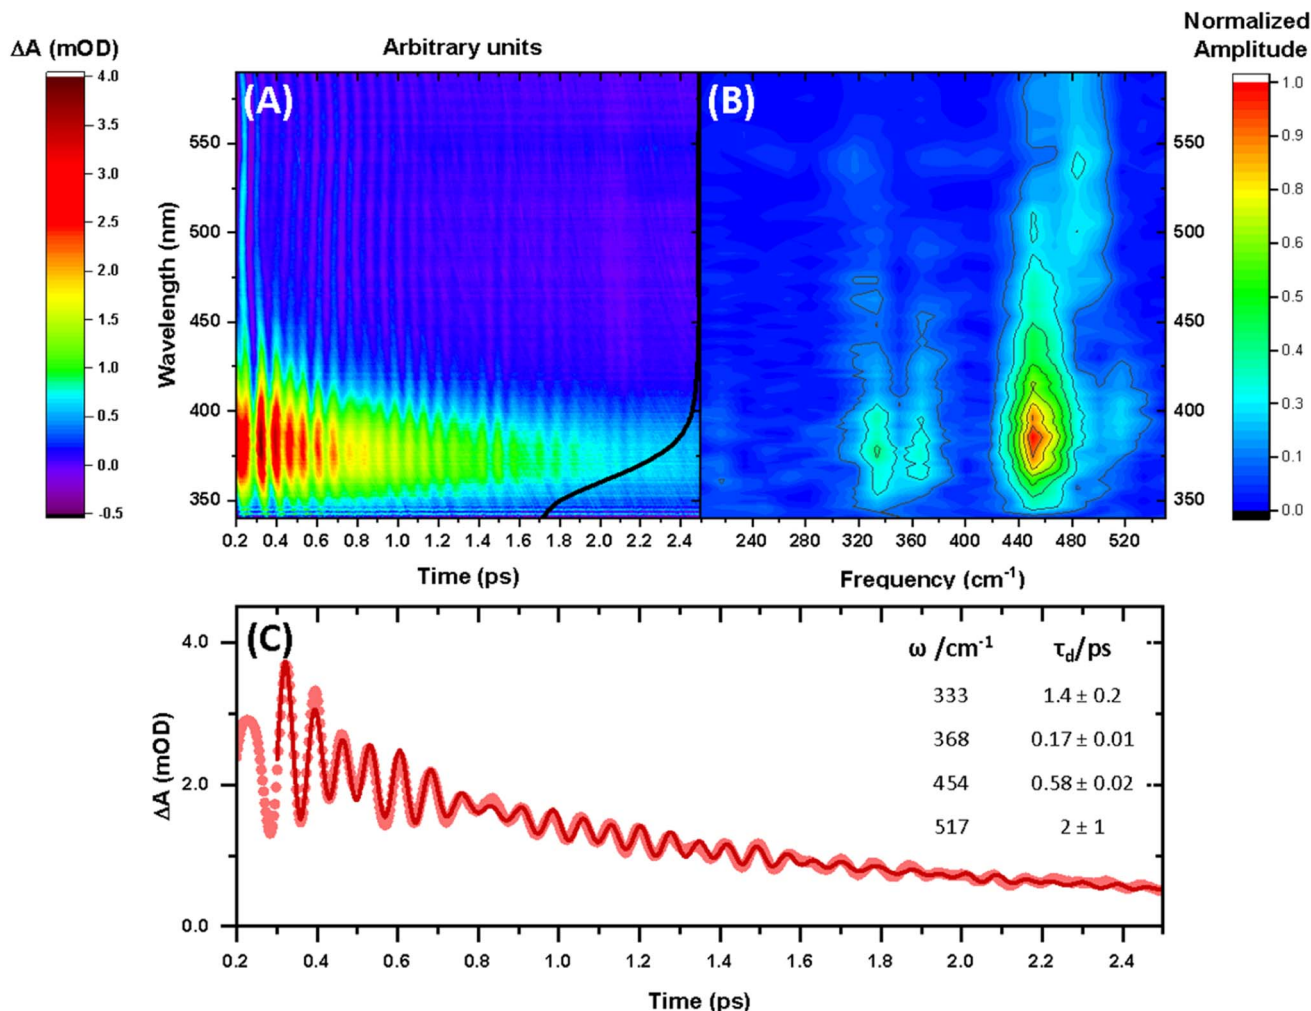 ΔA (mOD)
4.0
3.5
3.0
2.5
2.0
1.5
1.0
0.5
0.0
-0.5
Arbitrary units
(A)
Wavelength (nm)
550
500
450
400
350
0.2 0.4 0.6 0.8 1.0 1.2 1.4 1.6 1.8 2.0 2.2 2.4
Time (ps)
(B)
550
500
450
400
350
240 280 320 360 400 440 480 520
Frequency (cm-1)
Normalized
Amplitude
1.0
0.9
0.8
0.6
0.5
0.4
0.3
0.1
0.0
(C)
ΔA (mOD)
4.0
2.0
0.0
ω /cm-1 τd/ps
333 1.4 ± 0.2
368 0.17 ± 0.01
454 0.58 ± 0.02
517 2 ± 1
0.2 0.4 0.6 0.8 1.0 1.2 1.4 1.6 1.8 2.0 2.2 2.4
Time (ps)